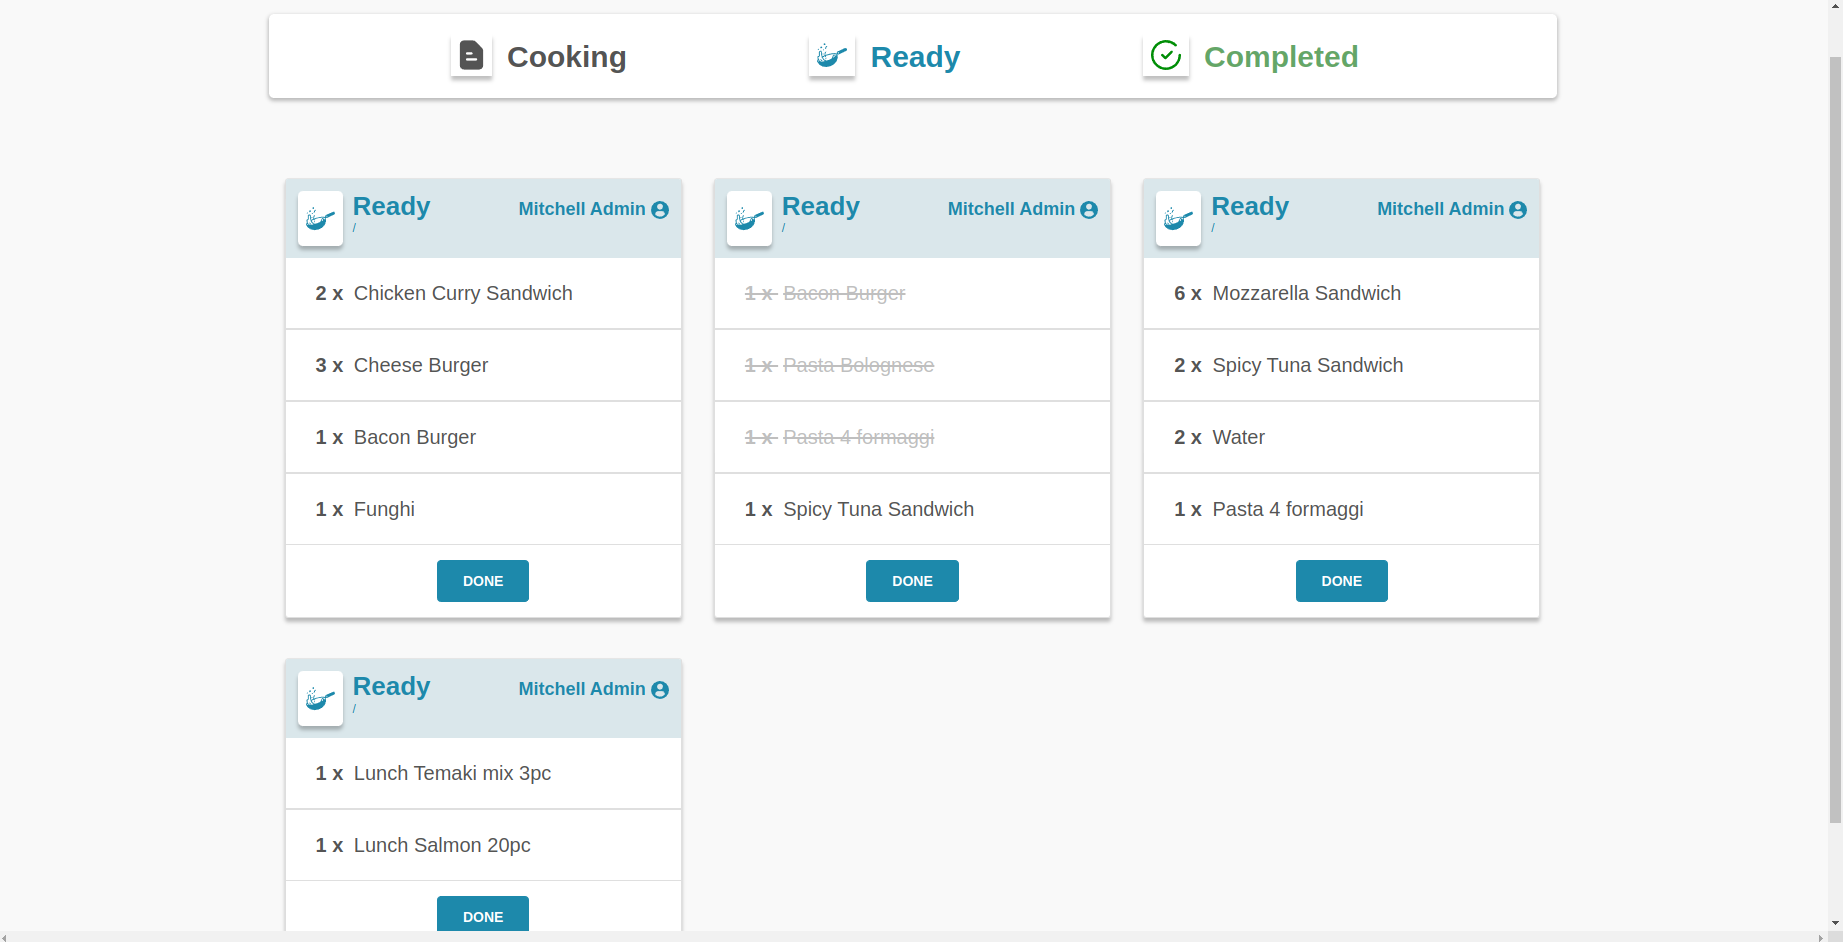 Cooking
Ready
Completed
Ready
Mitchell Admin
/
2 x Chicken Curry Sandwich
3 x Cheese Burger
1 x Bacon Burger
1 x Funghi
DONE
Ready
Mitchell Admin
/
1 x Bacon Burger
1 x Pasta Bolognese
1 x Pasta 4 formaggi
1 x Spicy Tuna Sandwich
DONE
Ready
Mitchell Admin
/
6 x Mozzarella Sandwich
2 x Spicy Tuna Sandwich
2 x Water
1 x Pasta 4 formaggi
DONE
Ready
Mitchell Admin
/
1 x Lunch Temaki mix 3pc
1 x Lunch Salmon 20pc
DONE